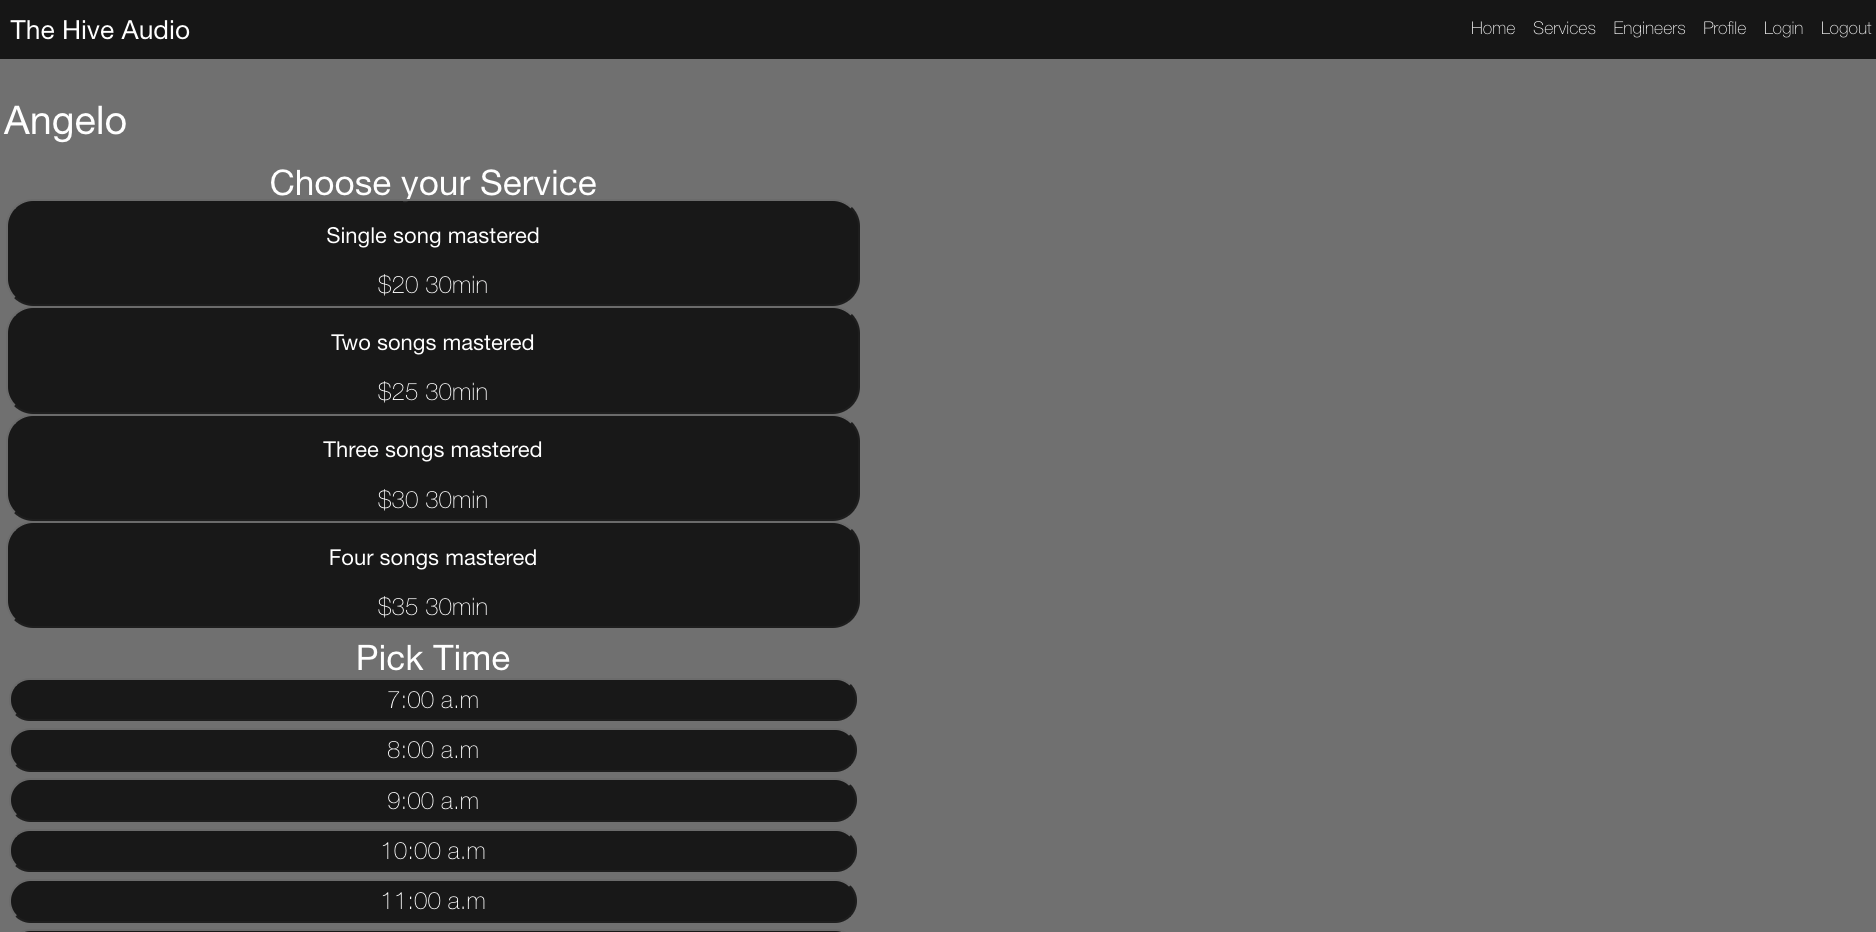 The Hive Audio
Home Services Engineers Profile Login Logout
Angelo
Choose your Service
Single song mastered
$20 30min
Two songs mastered
$25 30min
Three songs mastered
$30 30min
Four songs mastered
$35 30min
Pick Time
7:00 a.m
8:00 a.m
9:00 a.m
10:00 a.m
11:00 a.m